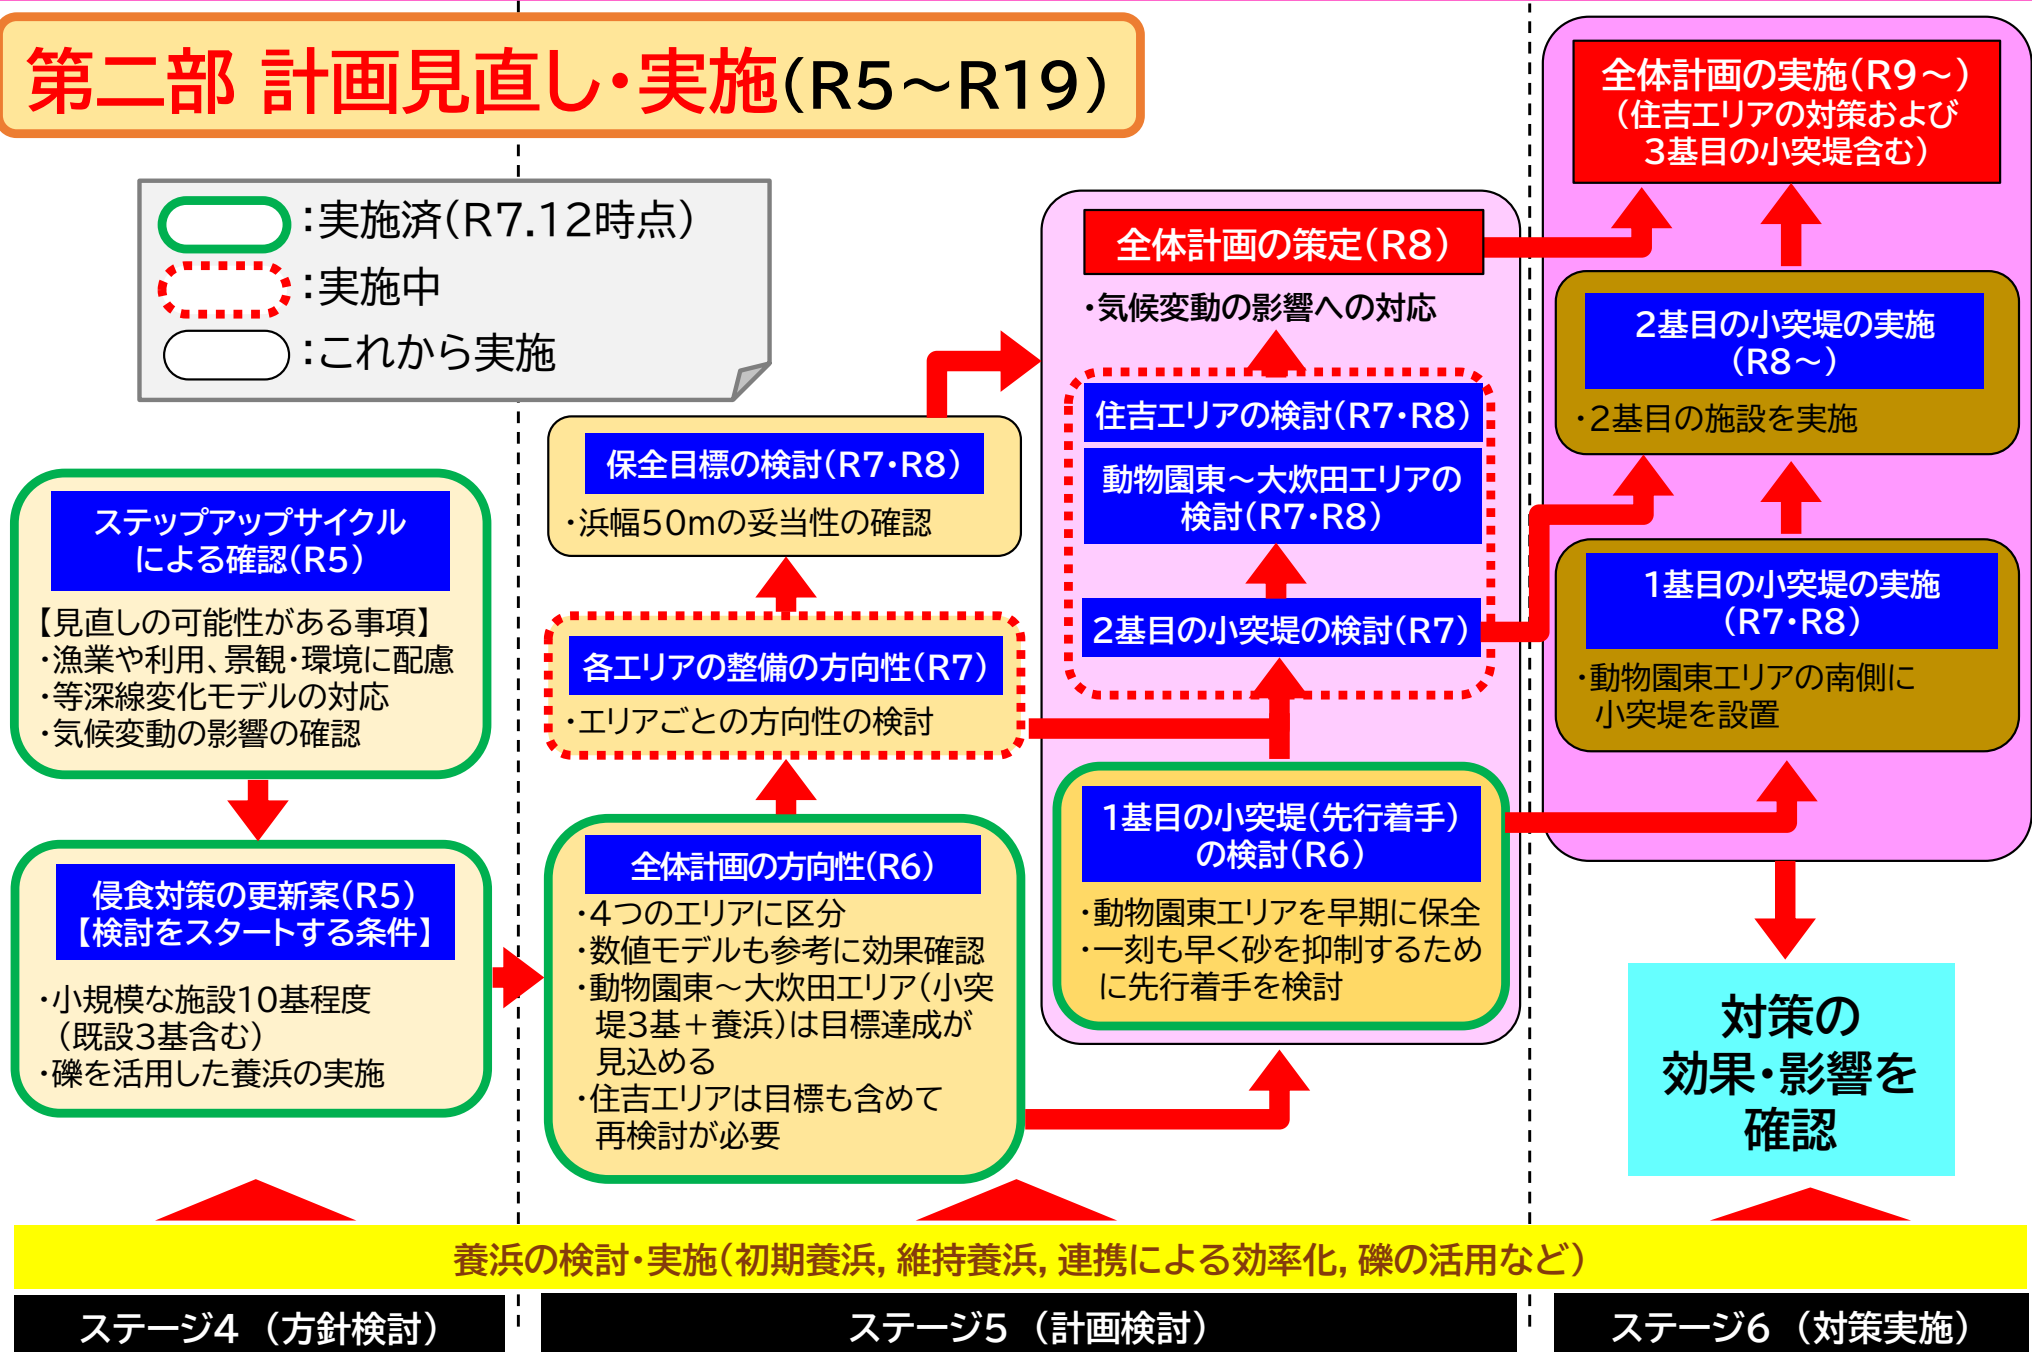 第二部 計画見直し・実施(R5～R19)
：実施済(R7.12時点)
：実施中
：これから実施
ステップアップサイクル
による確認(R5)
【見直しの可能性がある事項】
・漁業や利用、景観・環境に配慮
・等深線変化モデルの対応
・気候変動の影響の確認
侵食対策の更新案(R5)
【検討をスタートする条件】
・小規模な施設10基程度
（既設3基含む）
・礫を活用した養浜の実施
保全目標の検討(R7・R8)
・浜幅50mの妥当性の確認
各エリアの整備の方向性(R7)
・エリアごとの方向性の検討
全体計画の方向性(R6)
・4つのエリアに区分
・数値モデルも参考に効果確認
・動物園東～大炊田エリア(小突
堤3基＋養浜)は目標達成が
見込める
・住吉エリアは目標も含めて
再検討が必要
全体計画の策定(R8)
・気候変動の影響への対応
住吉エリアの検討(R7・R8)
動物園東～大炊田エリアの
検討(R7・R8)
2基目の小突堤の検討(R7)
1基目の小突堤(先行着手)
の検討(R6)
・動物園東エリアを早期に保全
・一刻も早く砂を抑制するため
に先行着手を検討
全体計画の実施(R9～)
（住吉エリアの対策および
3基目の小突堤含む）
2基目の小突堤の実施
(R8～)
・2基目の施設を実施
1基目の小突堤の実施
(R7・R8)
・動物園東エリアの南側に
小突堤を設置
対策の
効果・影響を
確認
養浜の検討・実施(初期養浜, 維持養浜, 連携による効率化, 礫の活用など)
ステージ4 （方針検討）
ステージ5 （計画検討）
ステージ6 （対策実施）